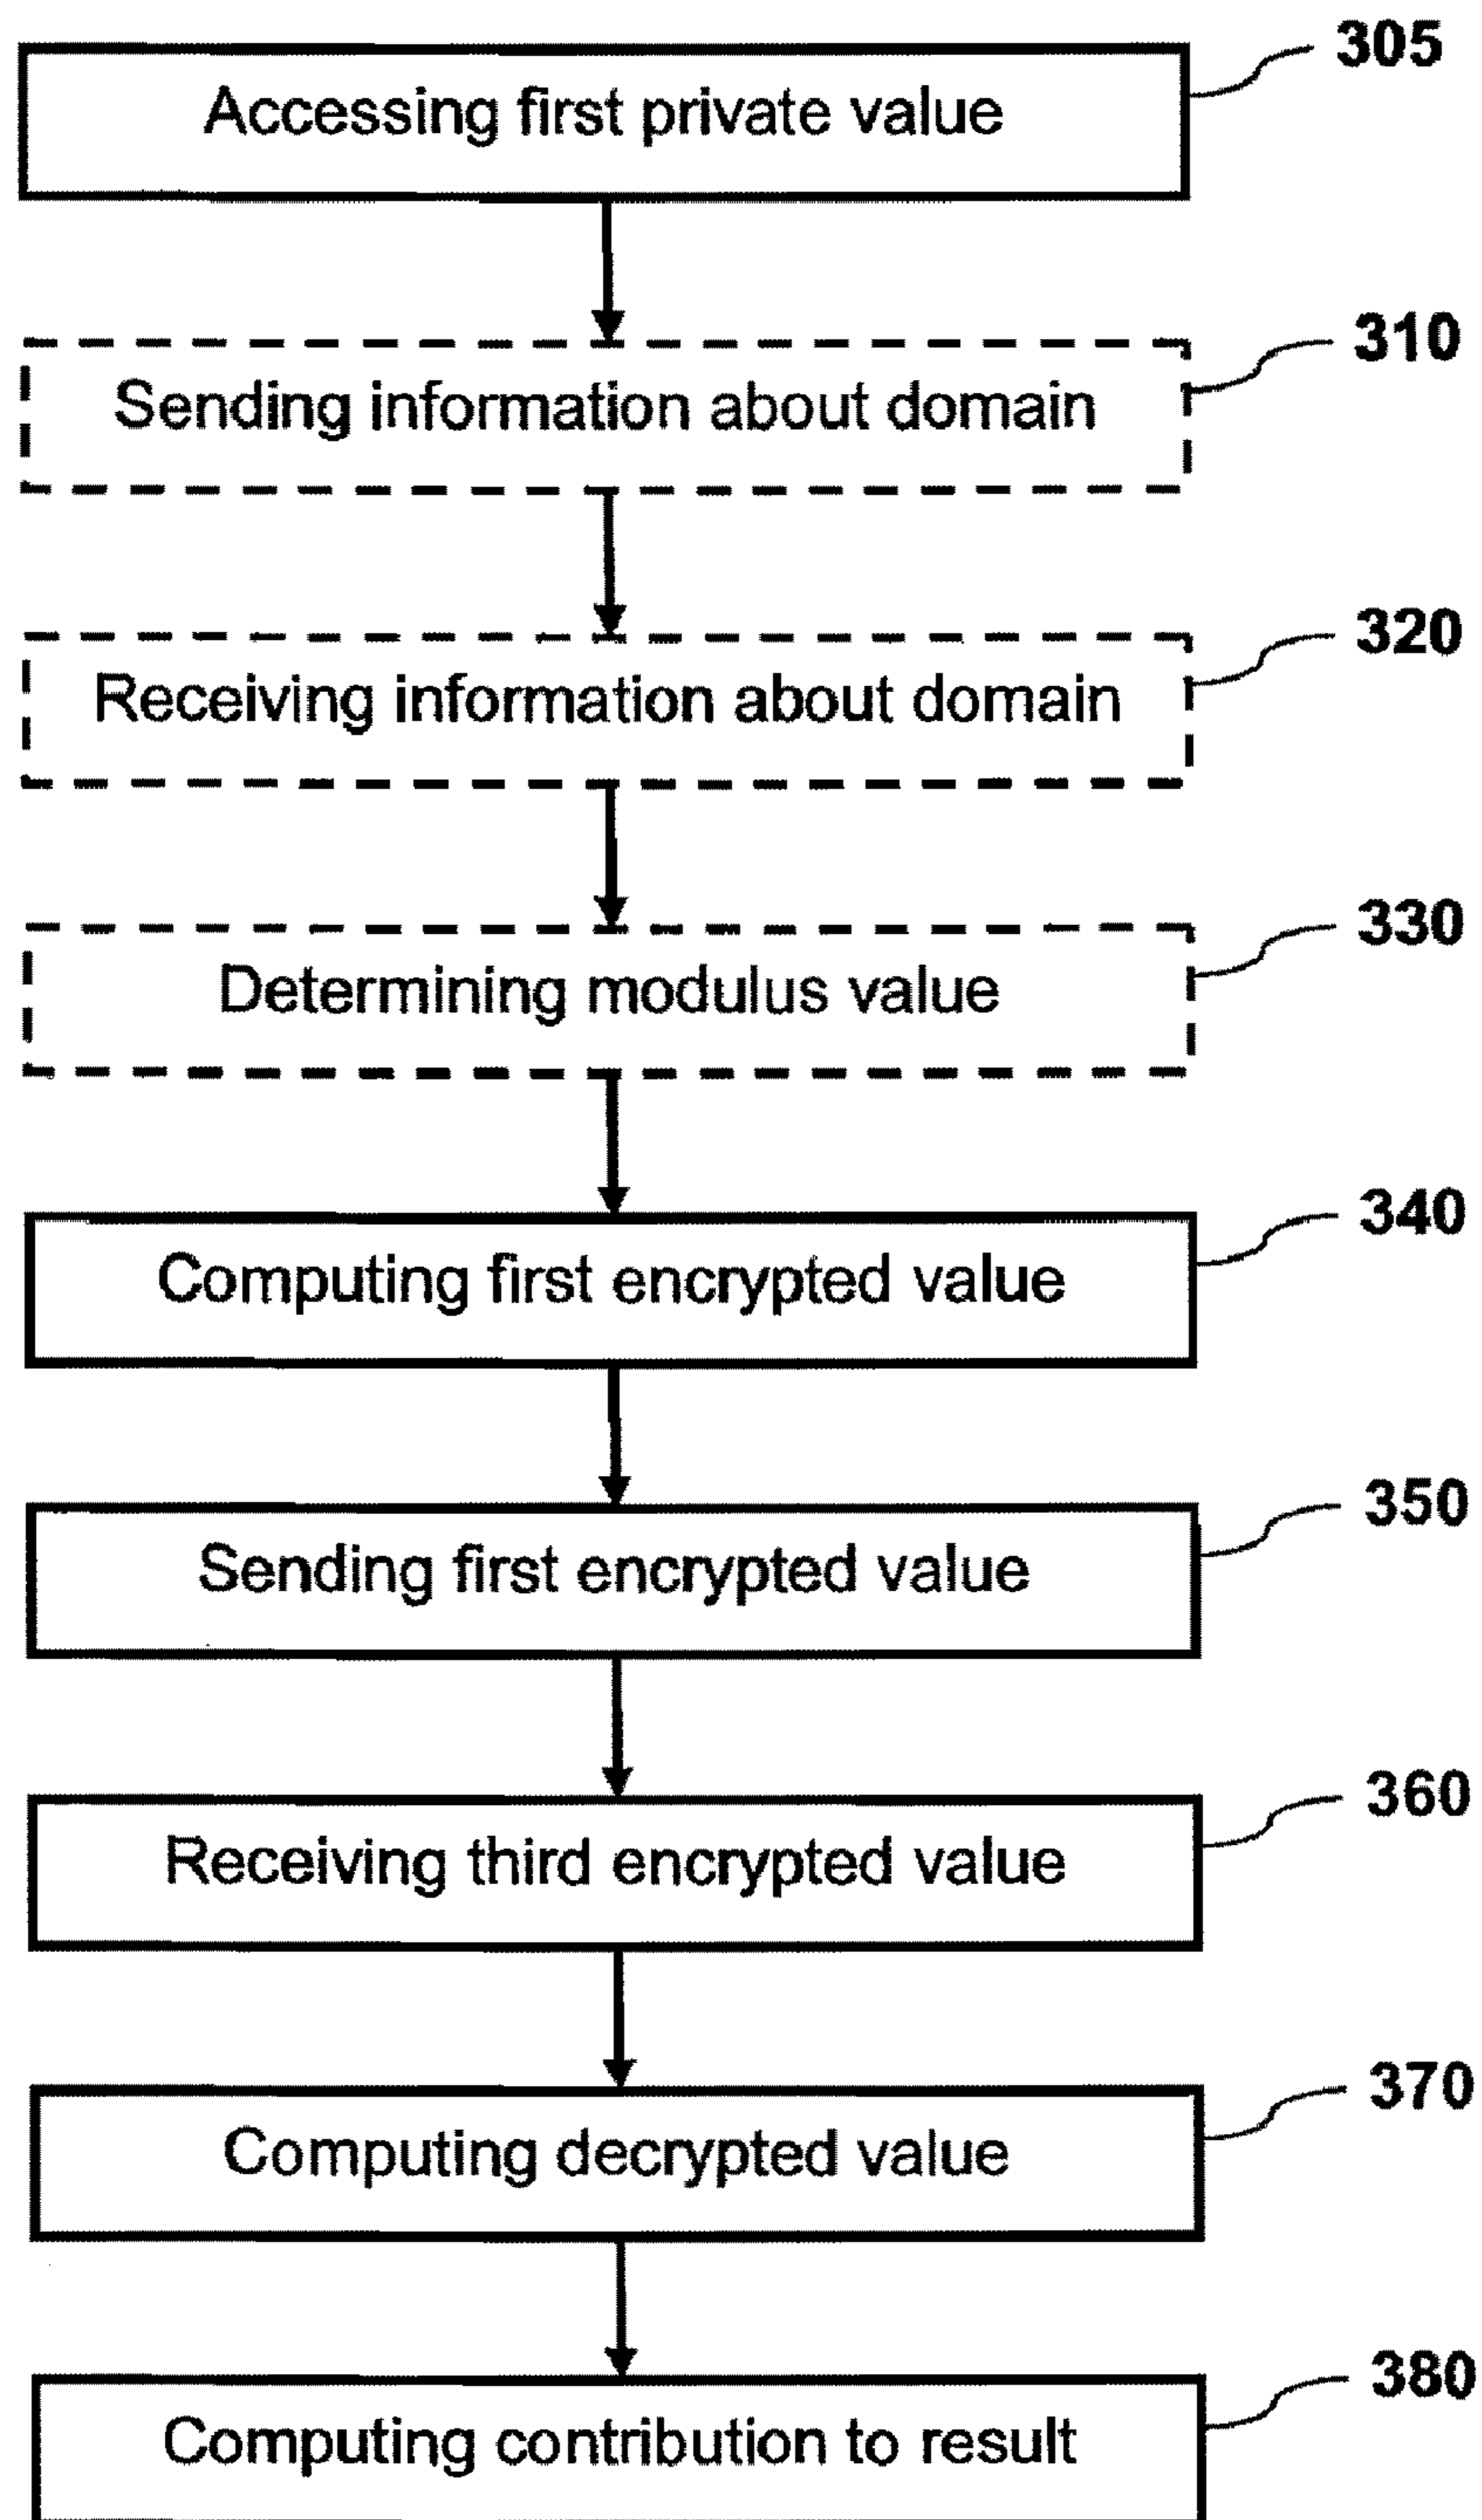 305
Accessing first private value
310
Sending information about domain
320
Receiving information about domain
330
Determining modulus value
340
Computing first encrypted value
350
Sending first encrypted value
360
Receiving third encrypted value
370
Computing decrypted value
380
Computing contribution to result